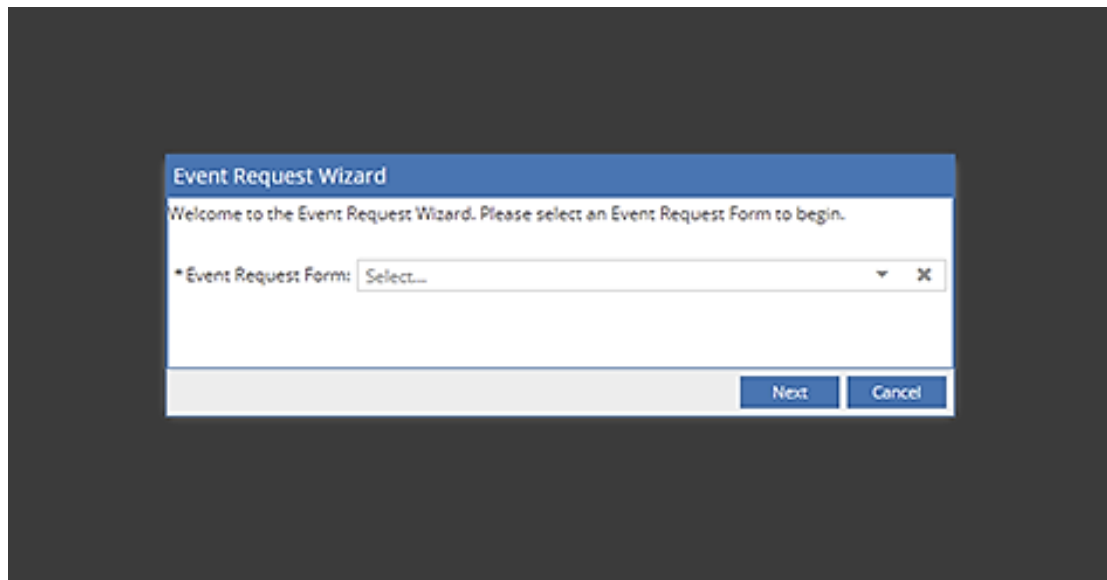 Event Request Wizard
Welcome to the Event Request Wizard. Please select an Event Request Form to begin.
* Event Request Form: Select...
Next Cancel